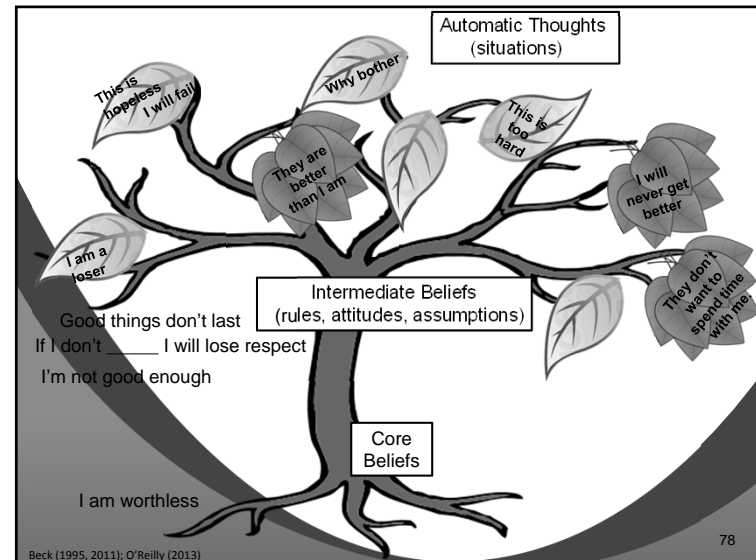 Automatic Thoughts
(situations)
Why bother
This is
hopeless
I will fail
This is
too
hard
They are
better
than I am
I will
never get
better
I am a
loser
They don't
want to
spend time
with me
Intermediate Beliefs
(rules, attitudes, assumptions)
Good things don't last
If I don't _____ I will lose respect
I'm not good enough
Core
Beliefs
I am worthless
78
Beck (1995, 2011); O'Reilly (2013)